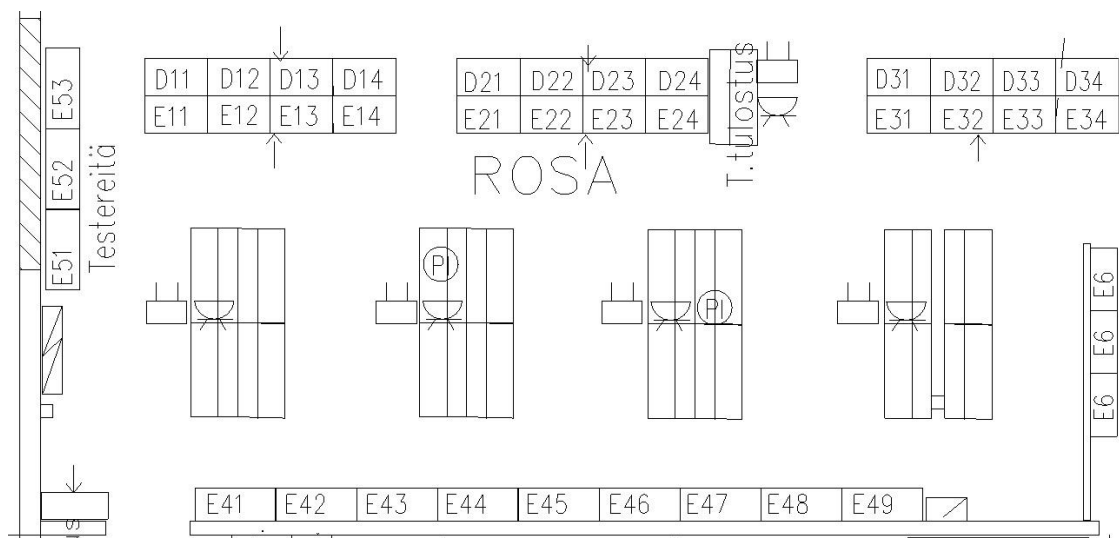 D11 D12 D13 D14
E11 E12 E13 E14
D21 D22 D23 D24
E21 E22 E23 E24
T.tulostus
D31 D32 D33 D34
E31 E32 E33 E34
E53
E52
E51
Testereitä
ROSA
PI
PI
E6
E6
E6
E41 E42 E43 E44 E45 E46 E47 E48 E49